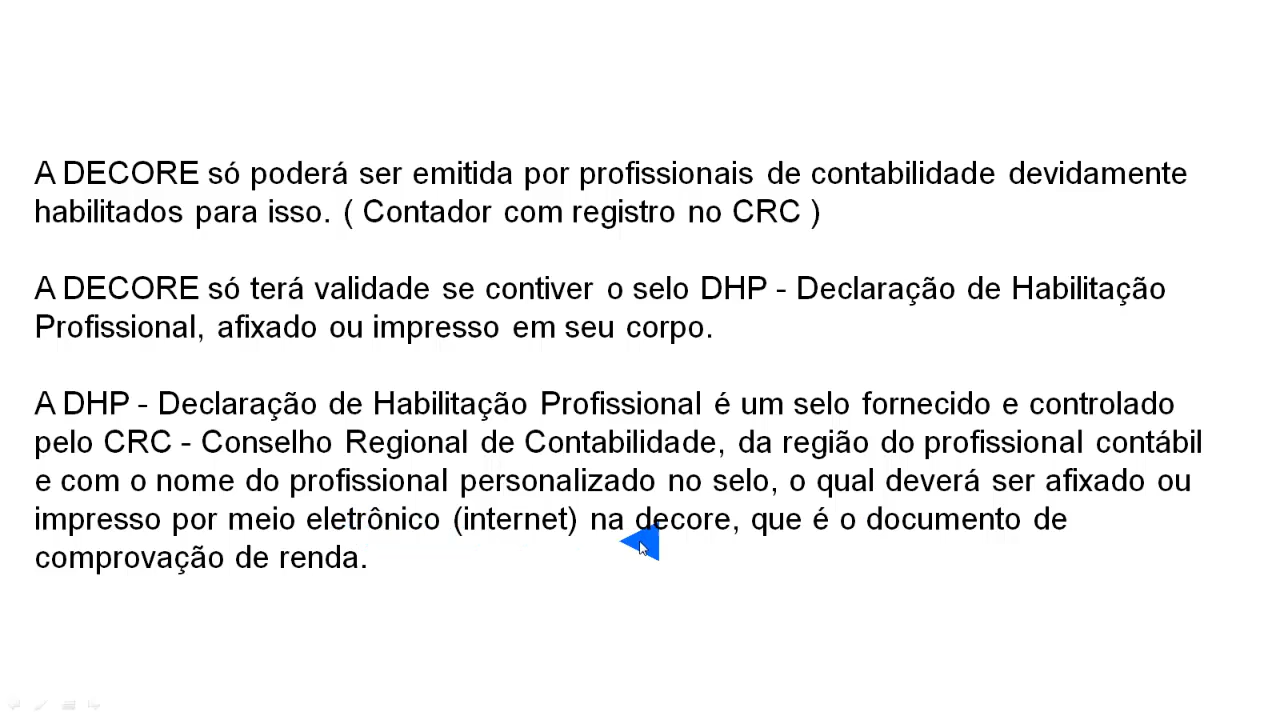 A DECORE só poderá ser emitida por profissionais de contabilidade devidamente
habilitados para isso. ( Contador com registro no CRC )
A DECORE só terá validade se contiver o selo DHP - Declaração de Habilitação
Profissional, afixado ou impresso em seu corpo.
A DHP - Declaração de Habilitação Profissional é um selo fornecido e controlado
pelo CRC - Conselho Regional de Contabilidade, da região do profissional contábil
e com o nome do profissional personalizado no selo, o qual deverá ser afixado ou
impresso por meio eletrônico (internet) na decore, que é o documento de
comprovação de renda.